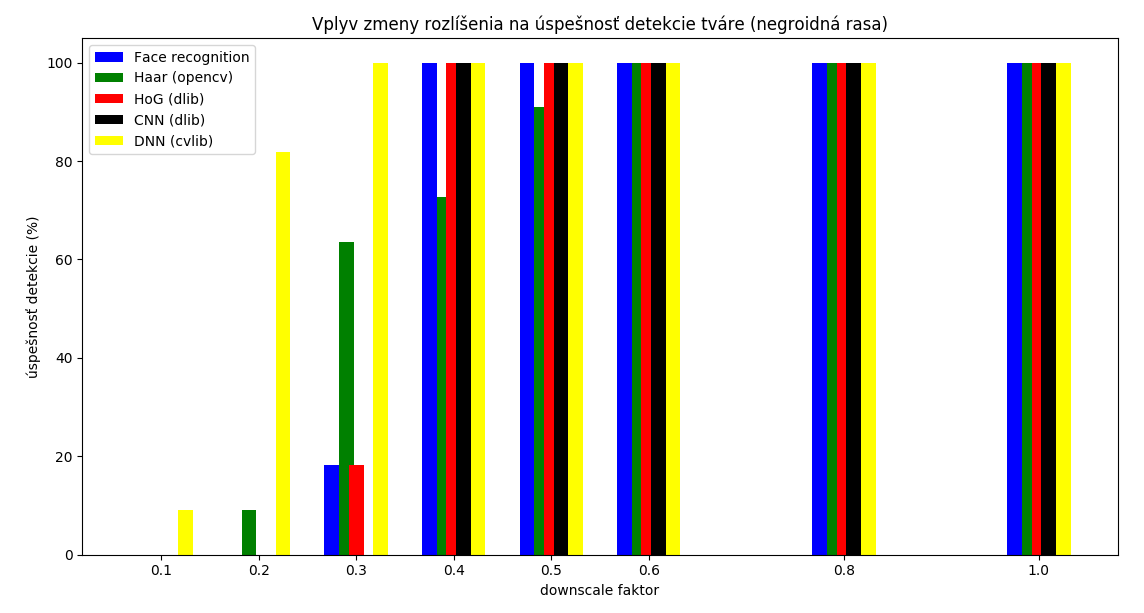 Vplyv zmeny rozlíšenia na úspešnosť detekcie tváre (negroidná rasa)
Face recognition
Haar (opencv)
HoG (dlib)
CNN (dlib)
DNN (cvlib)
100
80
60
40
20
0
úspešnosť detekcie (%)
0.1 0.2 0.3 0.4 0.5 0.6 0.8 1.0
downscale faktor